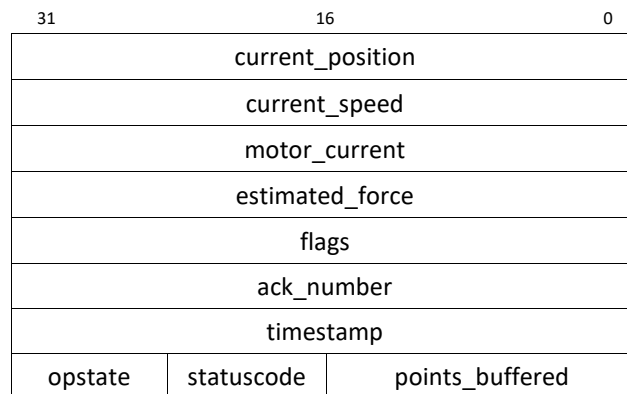 31 16 0
current_position
current_speed
motor_current
estimated_force
flags
ack_number
timestamp
opstate statuscode points_buffered